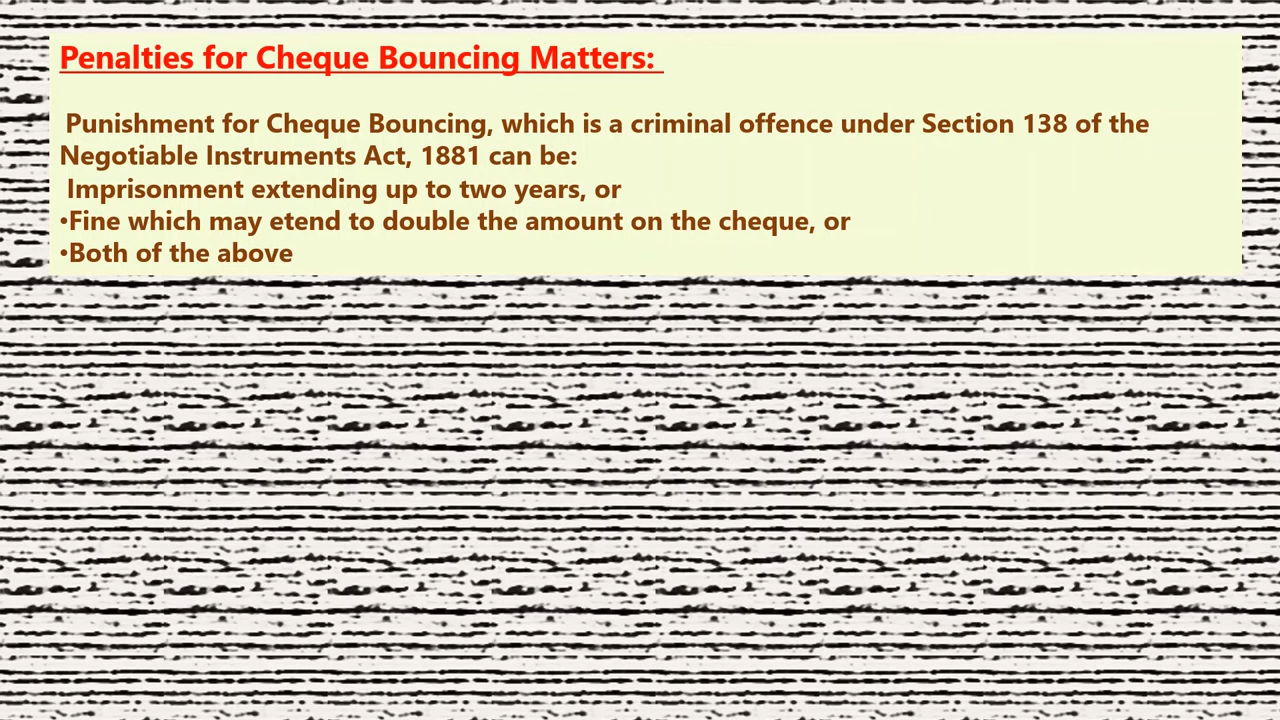 Penalties for Cheque Bouncing Matters:
Punishment for Cheque Bouncing, which is a criminal offence under Section 138 of the
Negotiable Instruments Act, 1881 can be:
Imprisonment extending up to two years, or
•Fine which may etend to double the amount on the cheque, or
•Both of the above